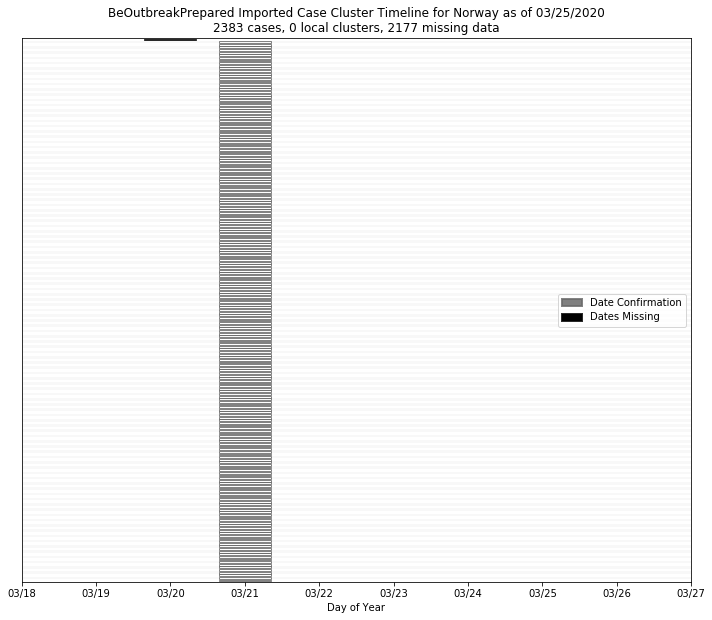 BeOutbreakPrepared Imported Case Cluster Timeline for Norway as of 03/25/2020
2383 cases, 0 local clusters, 2177 missing data
Date Confirmation
Dates Missing
03/18 03/19 03/20 03/21 03/22 03/23 03/24 03/25 03/26 03/27
Day of Year